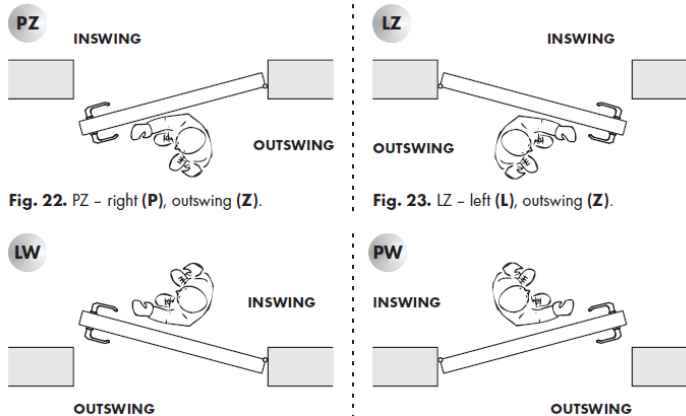 PZ
INSWING
OUTSWING
Fig. 22. PZ – right (P), outswing (Z).
LZ
INSWING
OUTSWING
Fig. 23. LZ – left (L), outswing (Z).
LW
INSWING
OUTSWING
PW
INSWING
OUTSWING